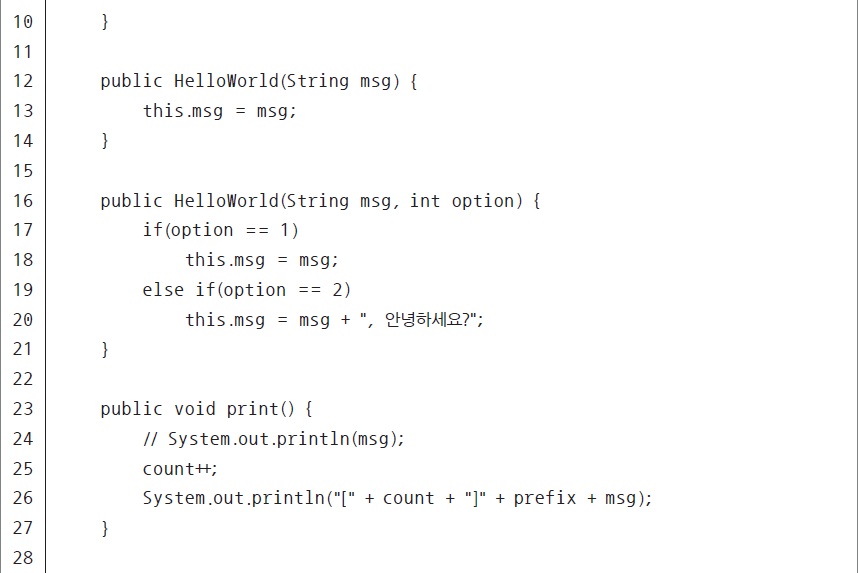 10 }
11
12 public HelloWorld(String msg) {
13 this.msg = msg;
14 }
15
16 public HelloWorld(String msg, int option) {
17 if(option == 1)
18 this.msg = msg;
19 else if(option == 2)
20 this.msg = msg + ", 안녕하세요?";
21 }
22
23 public void print() {
24 // System.out.println(msg);
25 count++;
26 System.out.println("[" + count + "]" + prefix + msg);
27 }
28